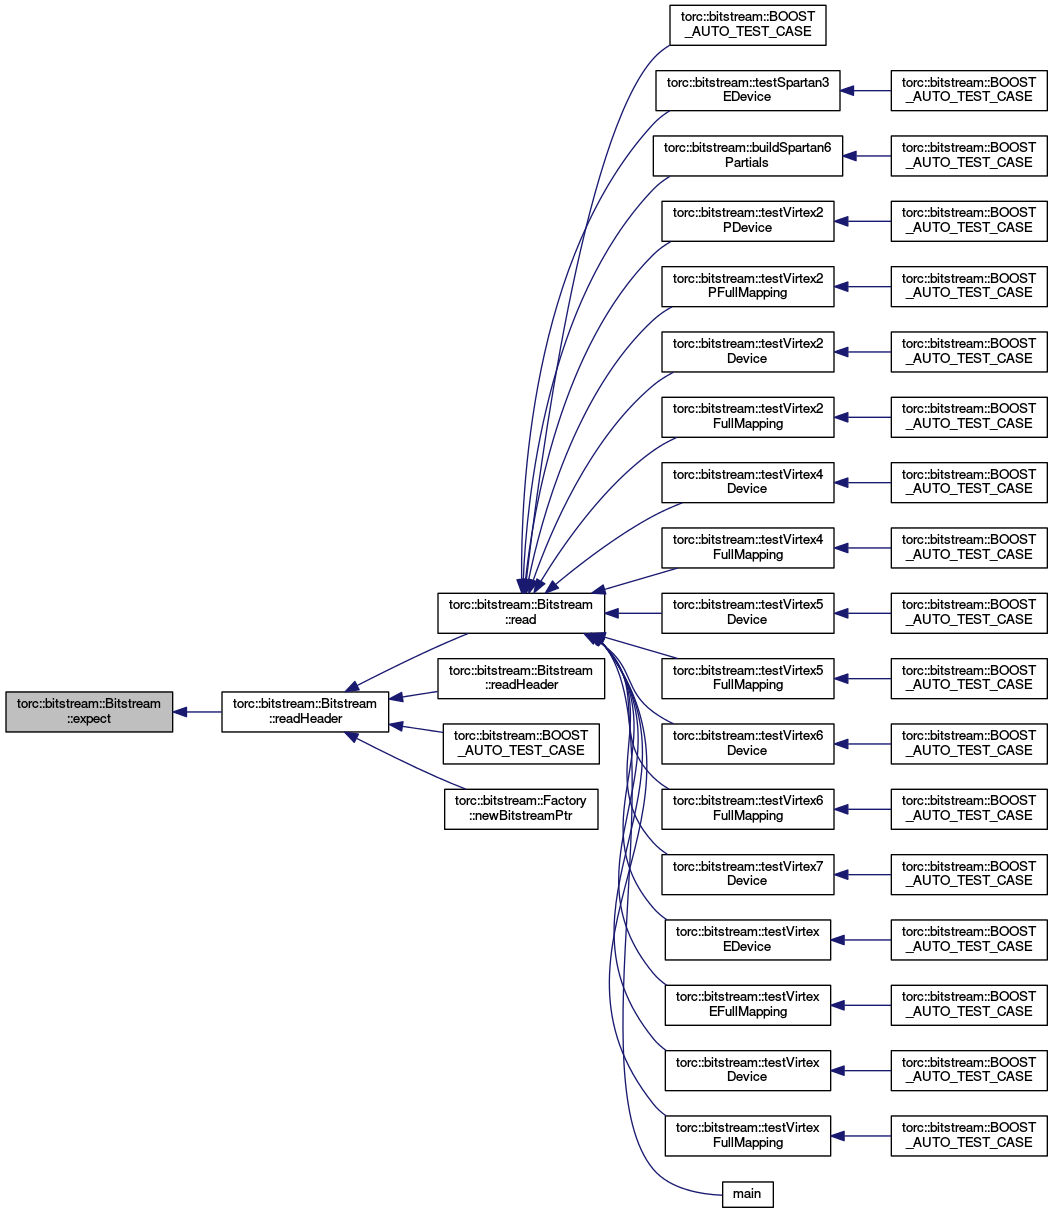 torc::bitstream::Bitstream
::expect
torc::bitstream::Bitstream
::readHeader
torc::bitstream::Bitstream
::read
torc::bitstream::Bitstream
::readHeader
torc::bitstream::BOOST
_AUTO_TEST_CASE
torc::bitstream::Factory
::newBitstreamPtr
torc::bitstream::BOOST
_AUTO_TEST_CASE
torc::bitstream::testSpartan3
EDevice
torc::bitstream::BOOST
_AUTO_TEST_CASE
torc::bitstream::buildSpartan6
Partials
torc::bitstream::BOOST
_AUTO_TEST_CASE
torc::bitstream::testVirtex2
PDevice
torc::bitstream::BOOST
_AUTO_TEST_CASE
torc::bitstream::testVirtex2
PFullMapping
torc::bitstream::BOOST
_AUTO_TEST_CASE
torc::bitstream::testVirtex2
Device
torc::bitstream::BOOST
_AUTO_TEST_CASE
torc::bitstream::testVirtex2
FullMapping
torc::bitstream::BOOST
_AUTO_TEST_CASE
torc::bitstream::testVirtex4
Device
torc::bitstream::BOOST
_AUTO_TEST_CASE
torc::bitstream::testVirtex4
FullMapping
torc::bitstream::BOOST
_AUTO_TEST_CASE
torc::bitstream::testVirtex5
Device
torc::bitstream::BOOST
_AUTO_TEST_CASE
torc::bitstream::testVirtex5
FullMapping
torc::bitstream::BOOST
_AUTO_TEST_CASE
torc::bitstream::testVirtex6
Device
torc::bitstream::BOOST
_AUTO_TEST_CASE
torc::bitstream::testVirtex6
FullMapping
torc::bitstream::BOOST
_AUTO_TEST_CASE
torc::bitstream::testVirtex7
Device
torc::bitstream::BOOST
_AUTO_TEST_CASE
torc::bitstream::testVirtex
EDevice
torc::bitstream::BOOST
_AUTO_TEST_CASE
torc::bitstream::testVirtex
EFullMapping
torc::bitstream::BOOST
_AUTO_TEST_CASE
torc::bitstream::testVirtex
Device
torc::bitstream::BOOST
_AUTO_TEST_CASE
torc::bitstream::testVirtex
FullMapping
torc::bitstream::BOOST
_AUTO_TEST_CASE
main